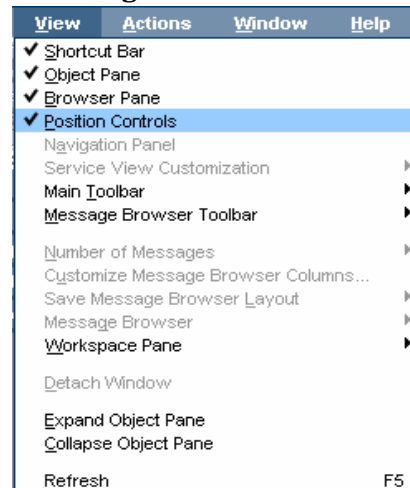 View Actions Window Help
Shortcut Bar
Object Pane
Browser Pane
Position Controls
Navigation Panel
Service View Customization
Main Toolbar
Message Browser Toolbar
Number of Messages
Customize Message Browser Columns...
Save Message Browser Layout
Message Browser
Workspace Pane
Detach Window
Expand Object Pane
Collapse Object Pane
Refresh F5